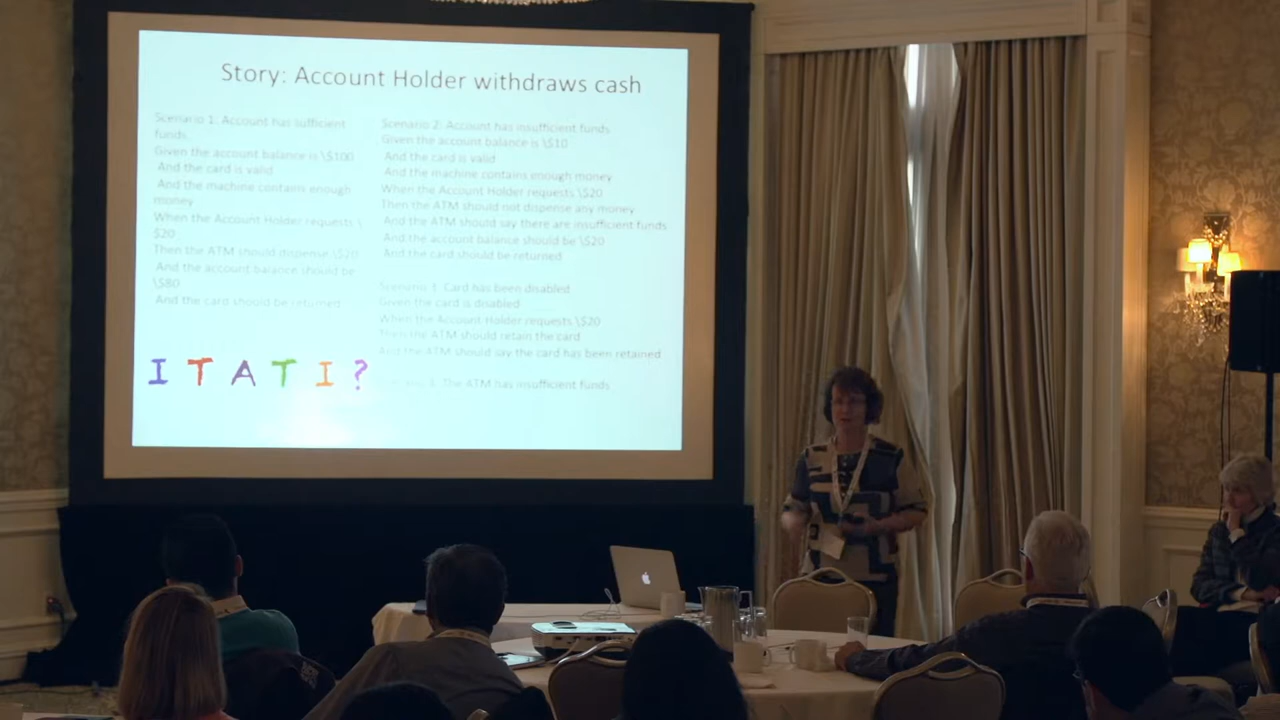 Story: Account Holder withdraws cash
Scenario 1: Account has sufficient
funds
Given the account balance is \$100
And the card is valid
And the machine contains enough
money
When the Account Holder requests \
$20
Then the ATM should dispense \$20
And the account balance should be
\$80
And the card should be returned
I T A T I ?
Scenario 2: Account has insufficient funds
Given the account balance is \$10
And the card is valid
And the machine contains enough money
When the Account Holder requests \$20
Then the ATM should not dispense any money
And the ATM should say there are insufficient funds
And the account balance should be \$20
And the card should be returned
Scenario 3: Card has been disabled
Given the card is disabled
When the Account Holder requests \$20
Then the ATM should retain the card
And the ATM should say the card has been retained
The ATM has insufficient funds